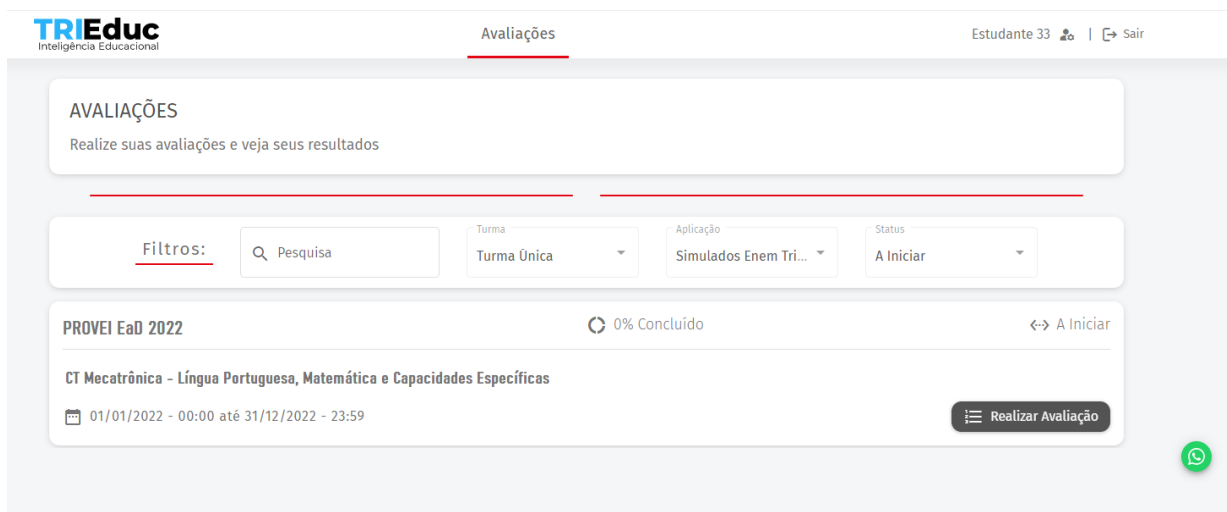 TRIEduc
Inteligência Educacional
Avaliações
Estudante 33 | Sair
AVALIAÇÕES
Realize suas avaliações e veja seus resultados
Filtros:
Pesquisa
Turma
Turma Única
Aplicação
Simulados Enem Tri...
Status
A Iniciar
PROVEI EaD 2022
0% Concluído
A Iniciar
CT Mecatrônica - Língua Portuguesa, Matemática e Capacidades Específicas
01/01/2022 - 00:00 até 31/12/2022 - 23:59
Realizar Avaliação